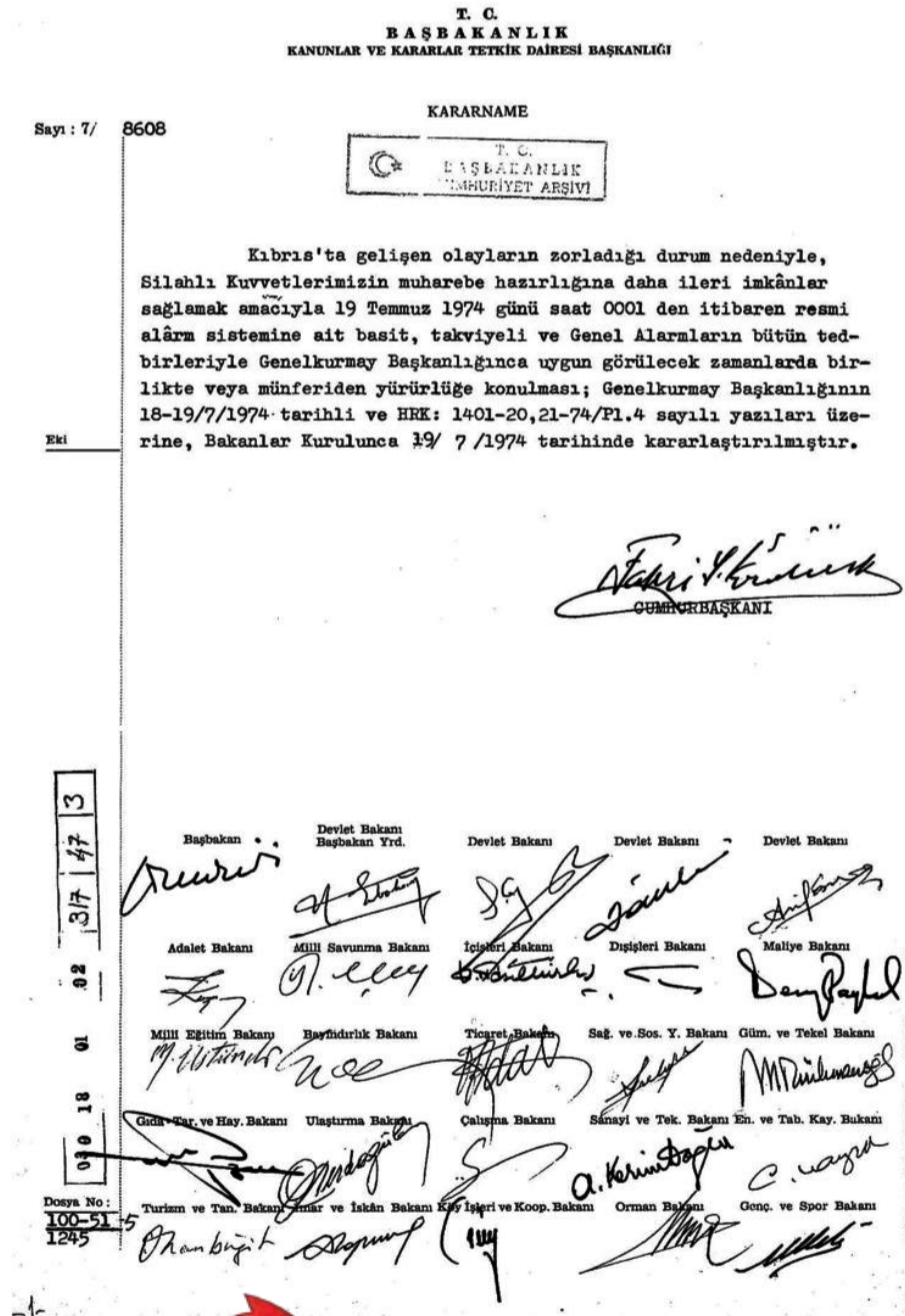 T. C.
BAŞBAKANLIK
KANUNLAR VE KARARLAR TETKİK DAİRESİ BAŞKANLIĞI
KARARNAME
Sayı : 7/ 8608
T. C.
BAŞBAKANLIK
CUMHURİYET ARŞİVİ
Kıbrıs'ta gelişen olayların zorladığı durum nedeniyle,
Silahlı Kuvvetlerimizin muharebe hazırlığına daha ileri imkânlar
sağlamak amacıyla 19 Temmuz 1974 günü saat 0001 den itibaren resmi
alârm sistemine ait basit, takviyeli ve Genel Alarmların bütün ted-
birleriyle Genelkurmay Başkanlığınca uygun görülecek zamanlarda bir-
likte veya münferiden yürürlüğe konulması; Genelkurmay Başkanlığının
18-19/7/1974 tarihli ve HRK: 1401-20,21-74/Pl.4 sayılı yazıları üze-
rine, Bakanlar Kurulunca 19/ 7 /1974 tarihinde kararlaştırılmıştır.
Eki
CUMHURBAŞKANI
Devlet Bakanı
Başbakan Başbakan Yrd. Devlet Bakanı Devlet Bakanı Devlet Bakanı
Adalet Bakanı Milli Savunma Bakanı İçişleri Bakanı Dışişleri Bakanı Maliye Bakanı
Milli Eğitim Bakanı Bayındırlık Bakanı Ticaret Bakanı Sağ. ve Sos. Y. Bakanı Güm. ve Tekel Bakanı
Gıda-Tar. ve Hay. Bakanı Ulaştırma Bakanı Çalışma Bakanı Sanayi ve Tek. Bakanı En. ve Tab. Kay. Bukanı
Turizm ve Tan. Bakanı İmar ve İskân Bakanı Köy İşleri ve Koop. Bakanı Orman Bakanı Genç. ve Spor Bakanı
030 18 01 02 317 47 3
Dosya No :
100-51-5
1245